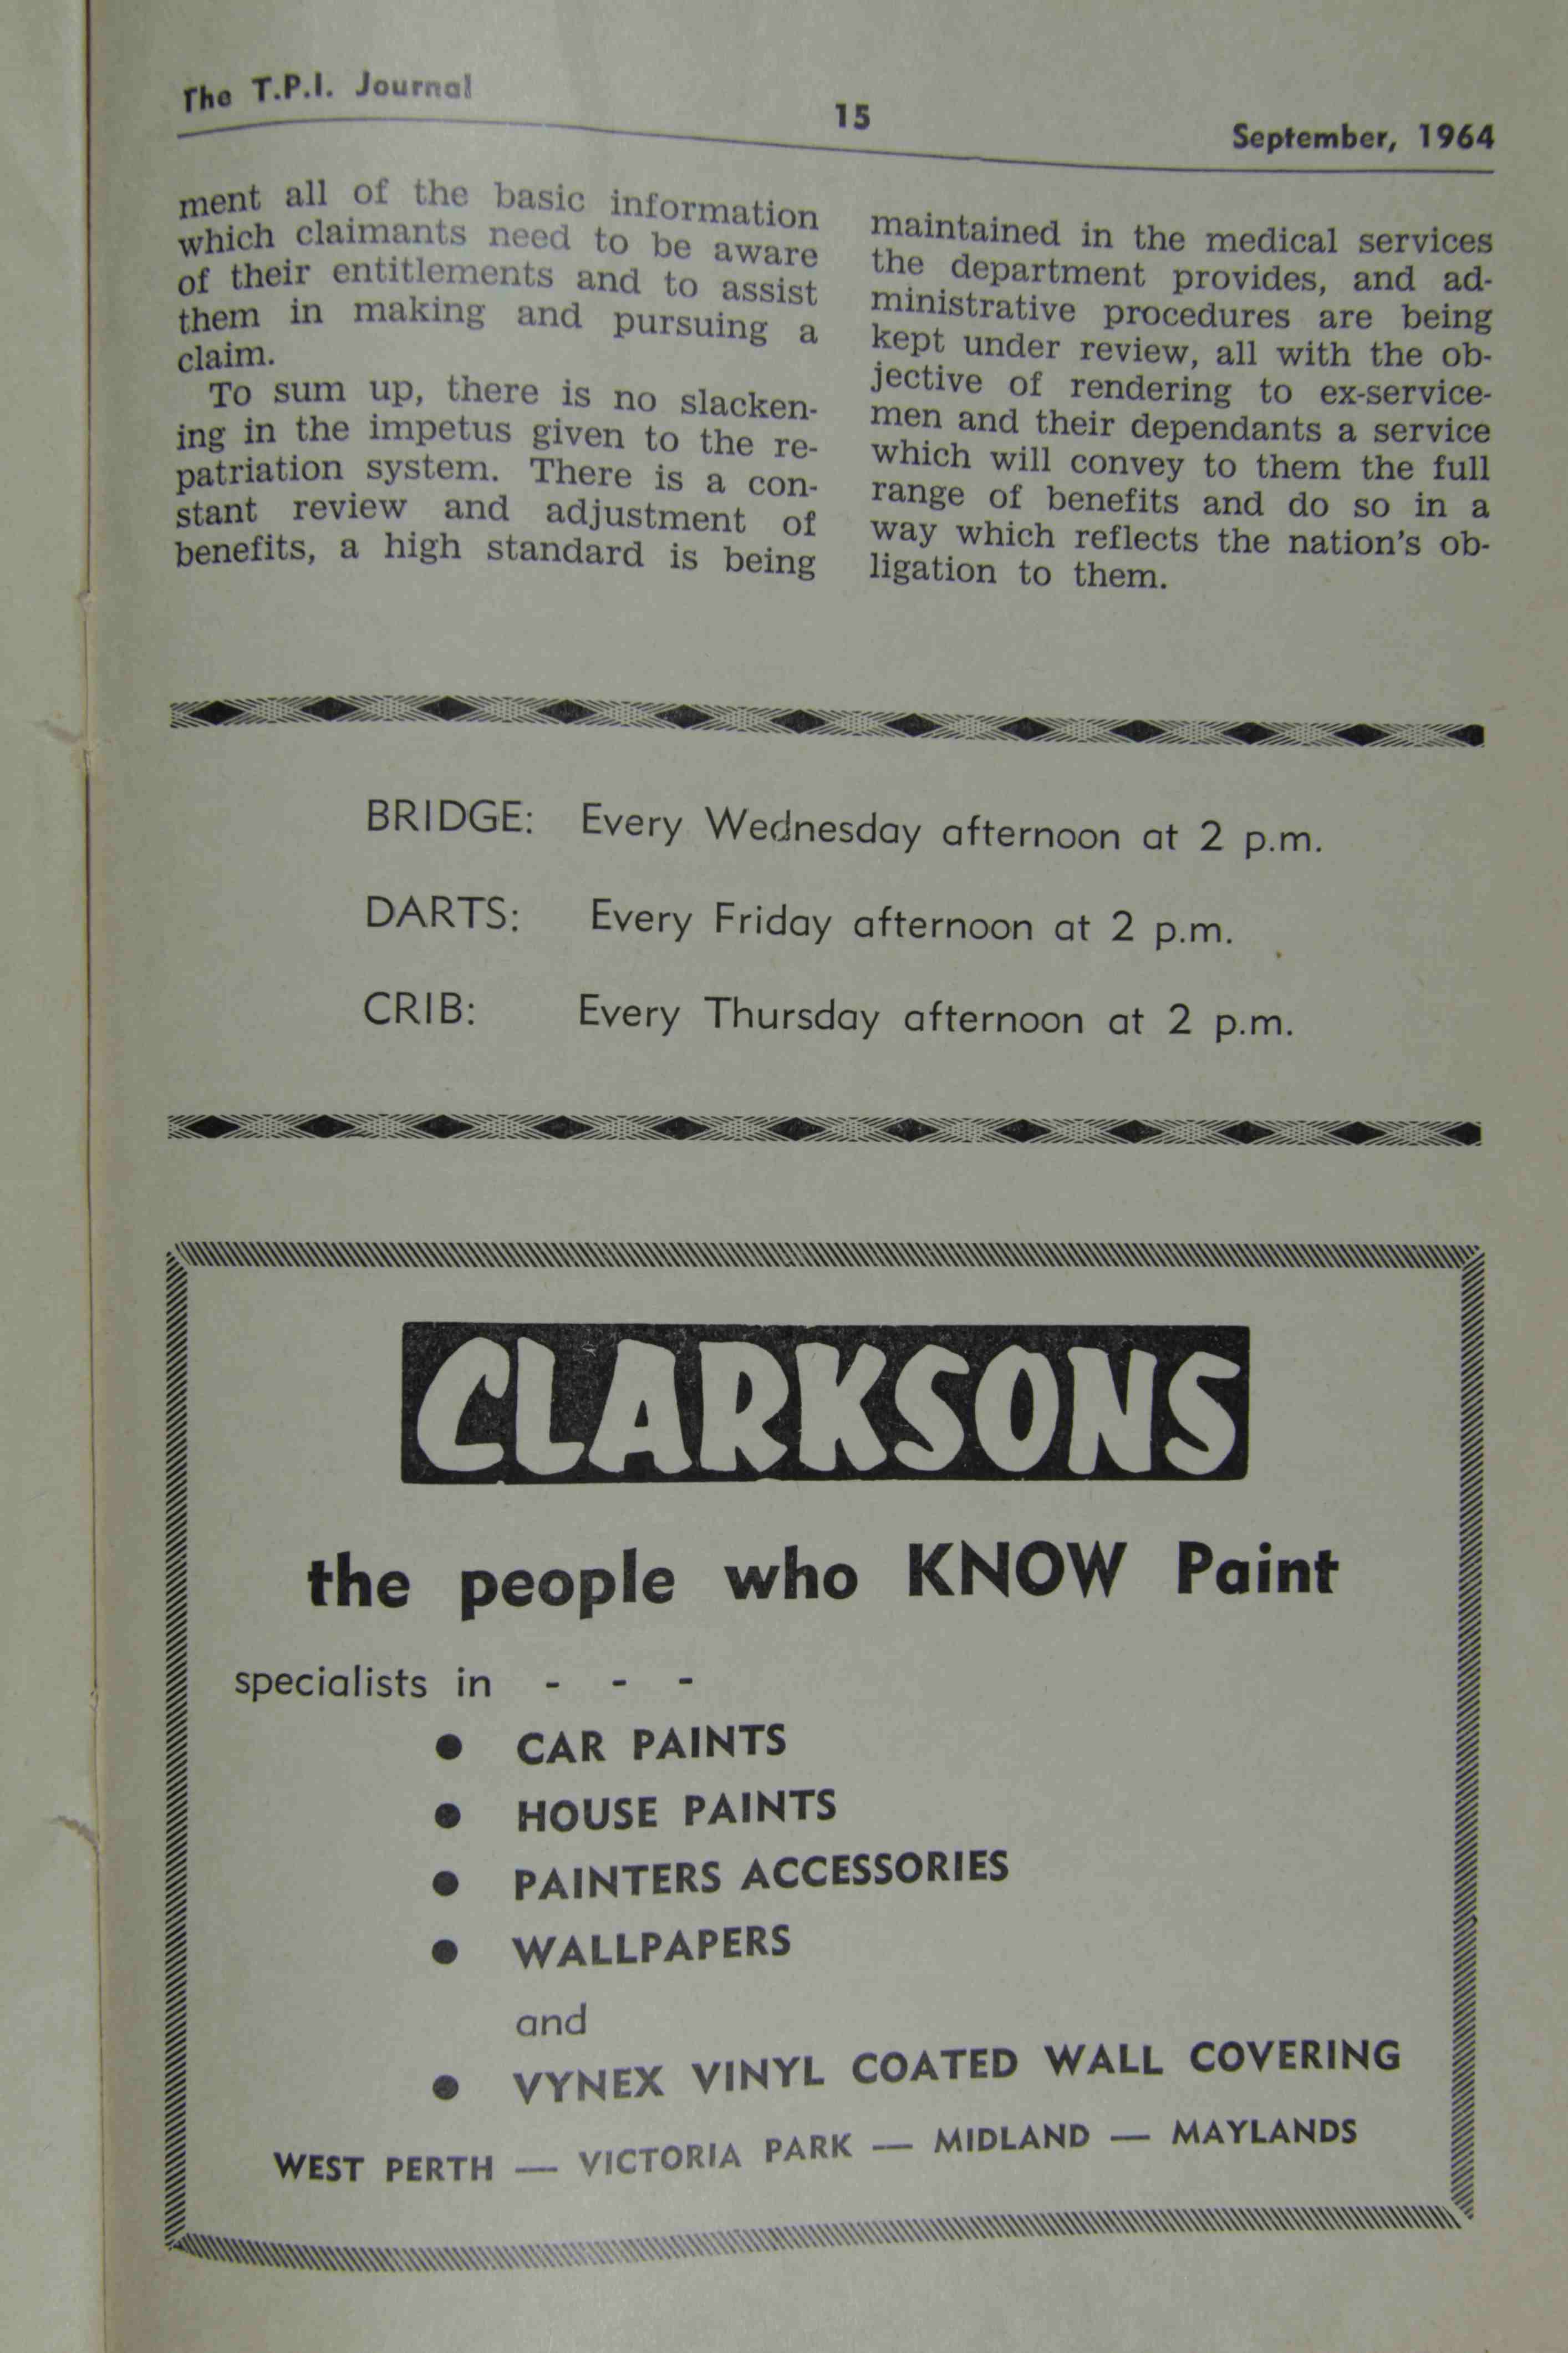 The T.P.I. Journal
15
September, 1964
ment all of the basic information
which claimants need to be aware
of their entitlements and to assist
them in making and pursuing a
claim.
To sum up, there is no slacken-
ing in the impetus given to the re-
patriation system. There is a con-
stant review and adjustment of
benefits, a high standard is being
maintained in the medical services
the department provides, and ad-
ministrative procedures are being
kept under review, all with the ob-
jective of rendering to ex-service-
men and their dependants a service
which will convey to them the full
range of benefits and do so in a
way which reflects the nation's ob-
ligation to them.
BRIDGE: Every Wednesday afternoon at 2 p.m.
DARTS: Every Friday afternoon at 2 p.m.
CRIB: Every Thursday afternoon at 2 p.m.
CLARKSONS
the people who KNOW Paint
specialists in - - -
● CAR PAINTS
● HOUSE PAINTS
● PAINTERS ACCESSORIES
● WALLPAPERS
and
● VYNEX VINYL COATED WALL COVERING
WEST PERTH — VICTORIA PARK — MIDLAND — MAYLANDS